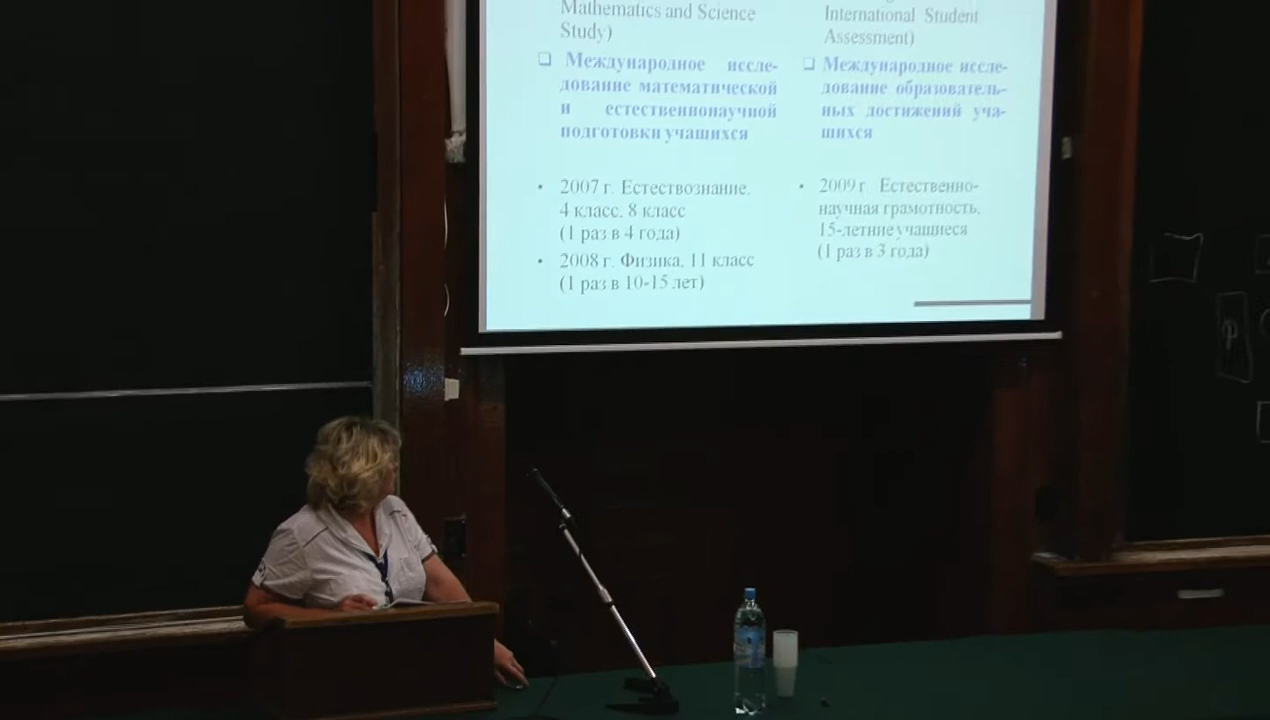 Mathematics and Science
Study)
Международное иссле-
дование математической
и естественнонаучной
подготовки учащихся
• 2007 г. Естествознание,
4 класс, 8 класс
(1 раз в 4 года)
• 2008 г. Физика, 11 класс
(1 раз в 10-15 лет)
International Student
Assessment)
Международное иссле-
дование образователь-
ных достижений уча-
шихся
• 2009 г Естественно-
научная грамотность,
15-летние учащиеся
(1 раз в 3 года)